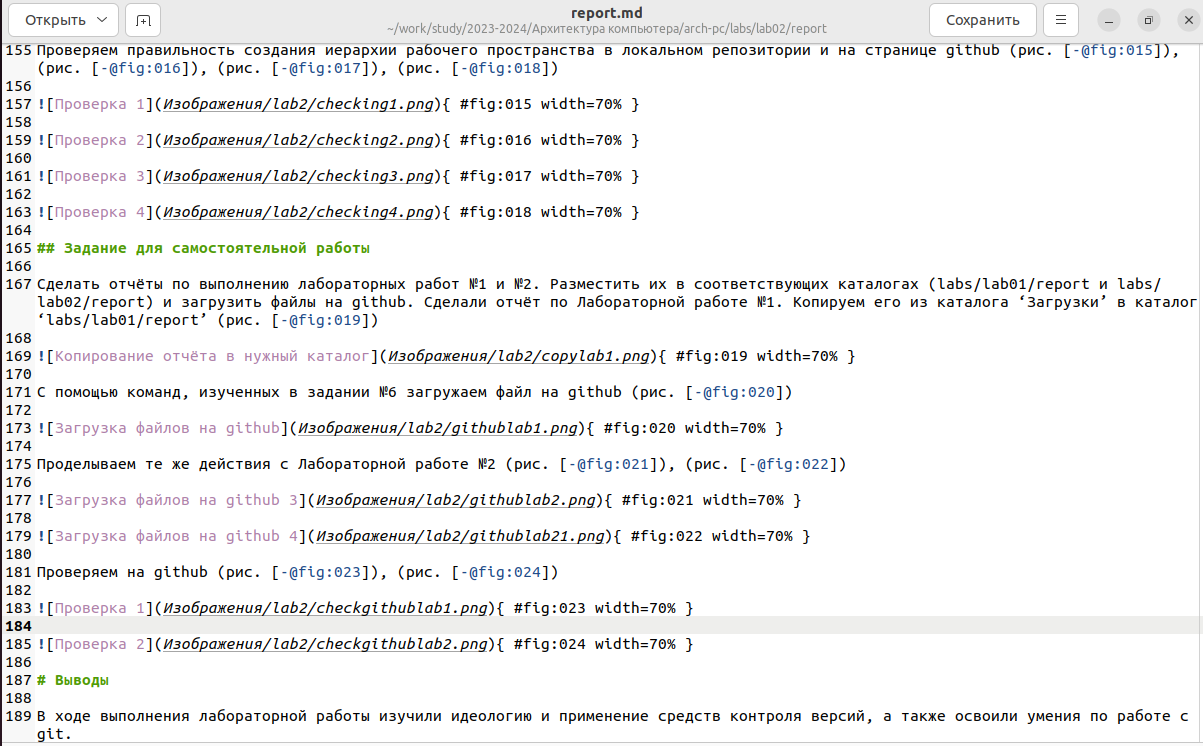 Открыть
report.md
~/work/study/2023-2024/Архитектура компьютера/arch-pc/labs/lab02/report
Сохранить
155 Проверяем правильность создания иерархии рабочего пространства в локальном репозитории и на странице github (рис. [-@fig:015]),
(рис. [-@fig:016]), (рис. [-@fig:017]), (рис. [-@fig:018])
156
157 ![Проверка 1](Изображения/lab2/checking1.png){ #fig:015 width=70% }
158
159 ![Проверка 2](Изображения/lab2/checking2.png){ #fig:016 width=70% }
160
161 ![Проверка 3](Изображения/lab2/checking3.png){ #fig:017 width=70% }
162
163 ![Проверка 4](Изображения/lab2/checking4.png){ #fig:018 width=70% }
164
165 ## Задание для самостоятельной работы
166
167 Сделать отчёты по выполнению лабораторных работ №1 и №2. Разместить их в соответствующих каталогах (labs/lab01/report и labs/
lab02/report) и загрузить файлы на github. Сделали отчёт по Лабораторной работе №1. Копируем его из каталога ‘Загрузки’ в каталог
‘labs/lab01/report’ (рис. [-@fig:019])
168
169 ![Копирование отчёта в нужный каталог](Изображения/lab2/copylab1.png){ #fig:019 width=70% }
170
171 С помощью команд, изученных в задании №6 загружаем файл на github (рис. [-@fig:020])
172
173 ![Загрузка файлов на github](Изображения/lab2/githublab1.png){ #fig:020 width=70% }
174
175 Проделываем те же действия с Лабораторной работе №2 (рис. [-@fig:021]), (рис. [-@fig:022])
176
177 ![Загрузка файлов на github 3](Изображения/lab2/githublab2.png){ #fig:021 width=70% }
178
179 ![Загрузка файлов на github 4](Изображения/lab2/githublab21.png){ #fig:022 width=70% }
180
181 Проверяем на github (рис. [-@fig:023]), (рис. [-@fig:024])
182
183 ![Проверка 1](Изображения/lab2/checkgithublab1.png){ #fig:023 width=70% }
184
185 ![Проверка 2](Изображения/lab2/checkgithublab2.png){ #fig:024 width=70% }
186
187 # Выводы
188
189 В ходе выполнения лабораторной работы изучили идеологию и применение средств контроля версий, а также освоили умения по работе с
git.